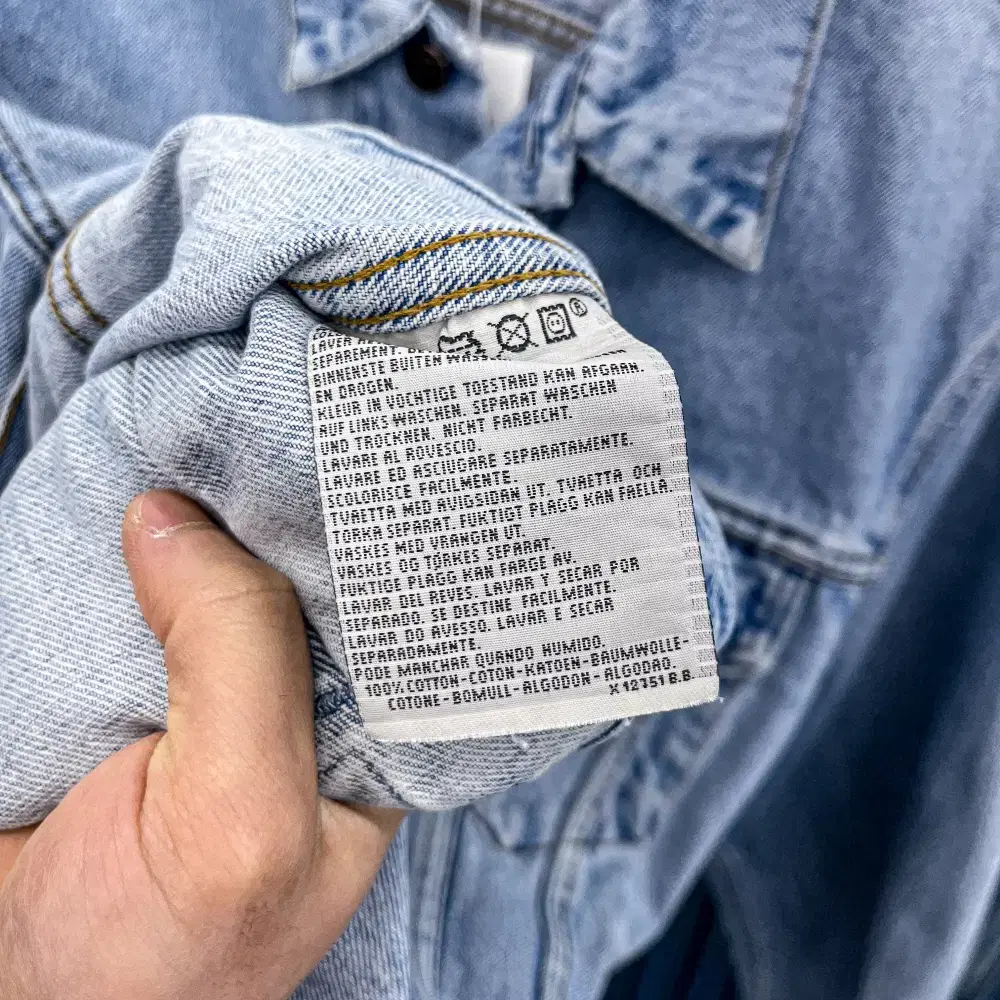 ®
LAVER
SEPAREMENT.
BINNENSTE BUITEN WASS
EN DROGEN.
KLEUR IN VOCHTIGE TOESTAND KAN AFGAAN.
AUF LINKS WASCHEN. SEPARAT WASCHEN
UND TROCKNEN. NICHT FARBECHT.
LAVARE AL ROVESCIO.
LAVARE ED ASCIUGARE SEPARATAMENTE.
SCOLORISCE FACILMENTE.
TVAETTA MED AVIGSIDAN UT. TVAETTA OCH
TORKA SEPARAT. FUKTIGT PLAGG KAN FAELLA.
VASKES MED VRANGEN UT.
VASKES OG TÖRKES SEPARAT.
FUKTIGE PLAGG KAN FARGE AV.
LAVAR DEL REVES. LAVAR Y SECAR POR
SEPARADO. SE DESTINE FACILMENTE.
LAVAR DO AVESSO. LAVAR E SECAR
SEPARADAMENTE.
PODE MANCHAR QUANDO HUMIDO.
100% COTTON-COTON-KATOEN-BAUMWOLLE-
COTONE-BOMULL-ALGODON-ALGODAO.
X 12751 B.B.